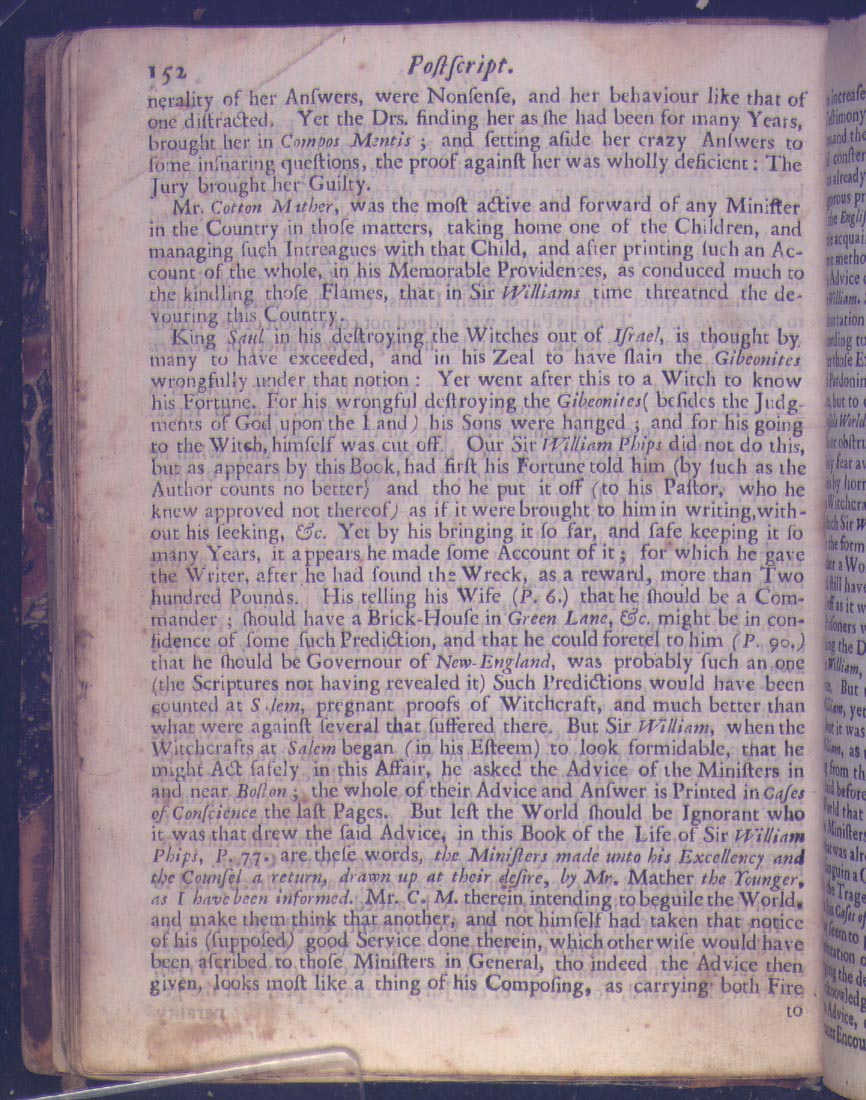 152 Poſtſcript.
nerality of her Anſwers, were Nonſenſe, and her behaviour like that of
one diſtracted. Yet the Drs. finding her as ſhe had been for many Years,
brought her in Compos Mentis ; and ſetting aſide her crazy Anſwers to
ſome inſnaring queſtions, the proof againſt her was wholly deficient: The
Jury brought her Guilty.
Mr. Cotton Mather, was the moſt active and forward of any Miniſter
in the Country in thoſe matters, taking home one of the Children, and
managing ſuch Intreagues with that Child, and after printing ſuch an Ac-
count of the whole, in his Memorable Providences, as conduced much to
the kindling thoſe Flames, that in Sir Williams time threatned the de-
vouring this Country.
King Saul in his deſtroying the Witches out of Iſrael, is thought by
many to have exceeded, and in his Zeal to have ſlain the Gibeonites
wrongfully under that notion : Yet went after this to a Witch to know
his Fortune. For his wrongful deſtroying the Gibeonites( beſides the Judg-
ments of God upon the Land) his Sons were hanged ; and for his going
to the Witch, himſelf was cut off. Our Sir William Phips did not do this,
but as appears by this Book, had firſt his Fortune told him (by ſuch as the
Author counts no better) and tho he put it off (to his Paſtor, who he
knew approved not thereof) as if it were brought to him in writing, with-
out his ſeeking, &c. Yet by his bringing it ſo far, and ſafe keeping it ſo
many Years, it appears he made ſome Account of it ; for which he gave
the Writer, after he had found the Wreck, as a reward, more than Two
hundred Pounds. His telling his Wife (P. 6.) that he ſhould be a Com-
mander ; ſhould have a Brick-Houſe in Green Lane, &c. might be in con-
fidence of ſome ſuch Prediction, and that he could foretel to him (P. 90.)
that he ſhould be Governour of New-England, was probably ſuch an one
(the Scriptures not having revealed it) Such Predictions would have been
counted at Salem, pregnant proofs of Witchcraft, and much better than
what were againſt ſeveral that ſuffered there. But Sir William, when the
Witchcrafts at Salem began (in his Eſteem) to look formidable, that he
might Act ſafely in this Affair, he asked the Advice of the Miniſters in
and near Boſton ; the whole of their Advice and Anſwer is Printed in Caſes
of Conſcience the laſt Pages. But leſt the World ſhould be Ignorant who
it was that drew the ſaid Advice, in this Book of the Life of Sir William
Phips, P. 77. are theſe words, the Miniſters made unto his Excellency and
the Counſel a return, drawn up at their deſire, by Mr. Mather the Younger,
as I have been informed. Mr. C. M. therein intending to beguile the World,
and make them think that another, and not himſelf had taken that notice
of his (ſuppoſed) good Service done therein, which otherwiſe would have
been aſcribed to thoſe Miniſters in General, tho indeed the Advice then
given, looks moſt like a thing of his Compoſing, as carrying both Fire
to